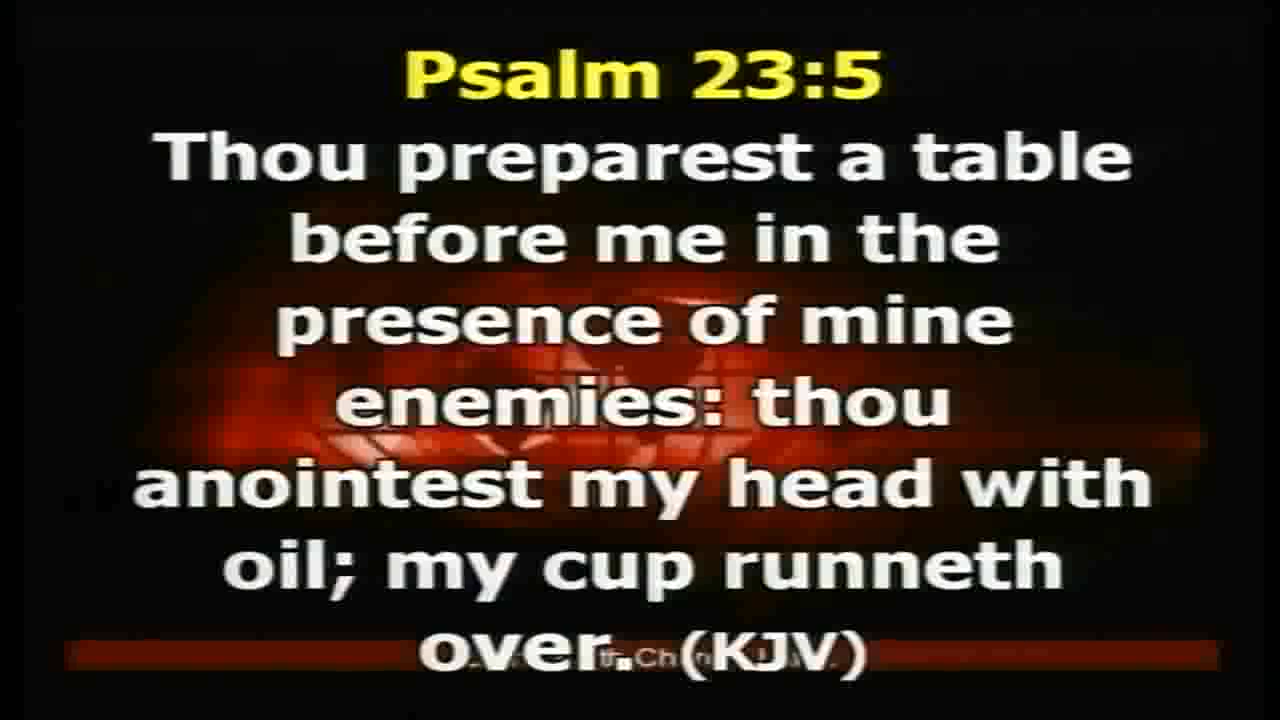 Psalm 23:5
Thou preparest a table
before me in the
presence of mine
enemies: thou
anointest my head with
oil; my cup runneth
over. (KJV)